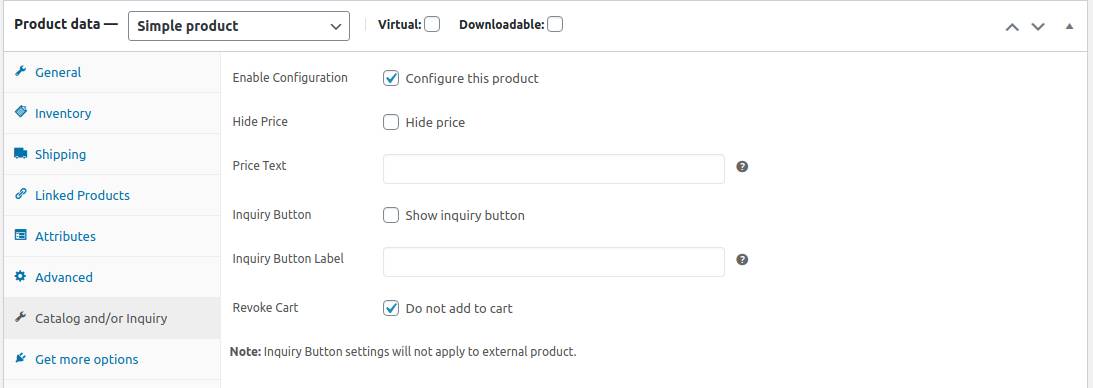 Product data — Simple product Virtual: Downloadable:
General
Inventory
Shipping
Linked Products
Attributes
Advanced
Catalog and/or Inquiry
Get more options
Enable Configuration Configure this product
Hide Price Hide price
Price Text ?
Inquiry Button Show inquiry button
Inquiry Button Label ?
Revoke Cart Do not add to cart
Note: Inquiry Button settings will not apply to external product.